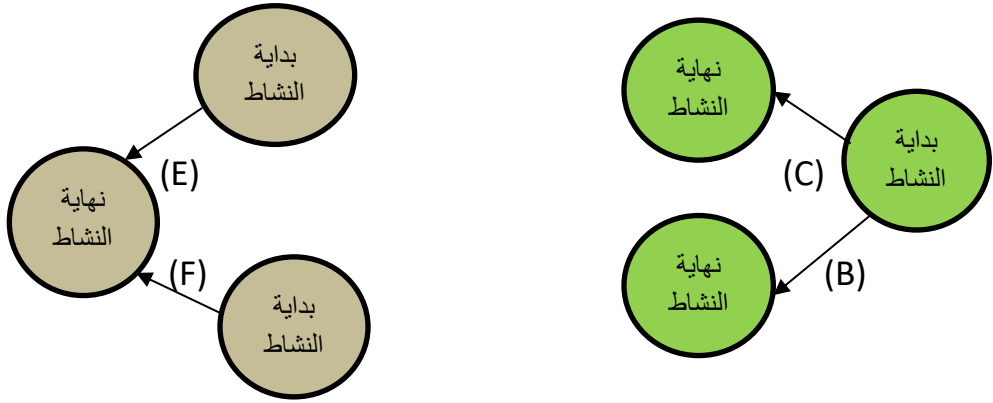 نهاية
النشاط
بداية
النشاط
(C)
نهاية
النشاط
(B)
بداية
النشاط
(E)
نهاية
النشاط
(F)
بداية
النشاط